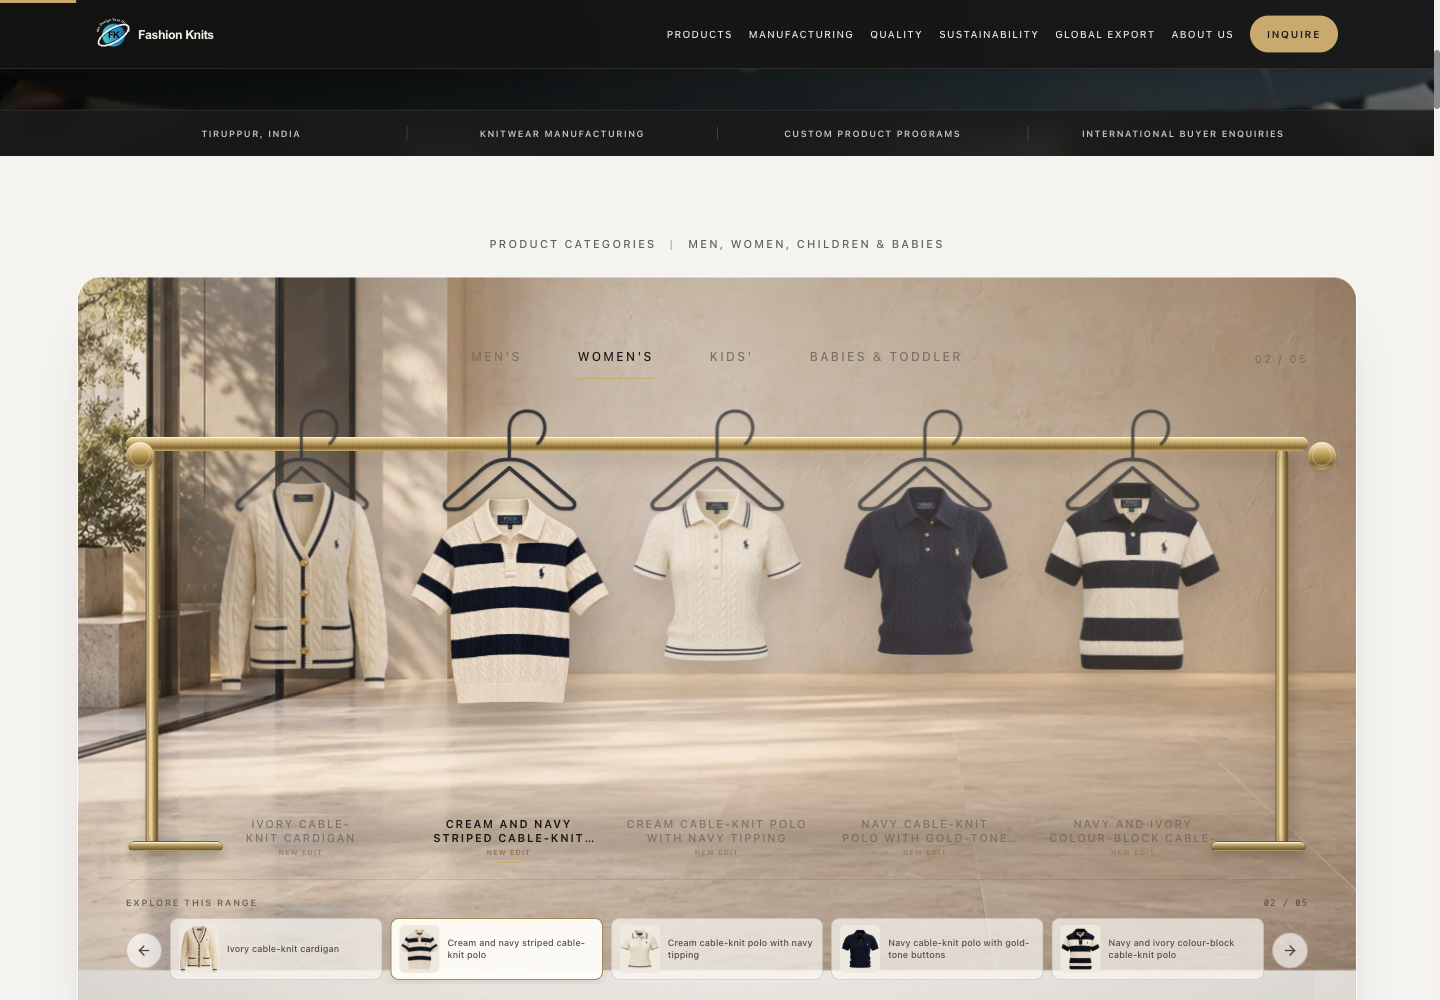 Fashion Knits
PRODUCTS MANUFACTURING QUALITY SUSTAINABILITY GLOBAL EXPORT ABOUT US INQUIRE
TIRUPPUR, INDIA KNITWEAR MANUFACTURING CUSTOM PRODUCT PROGRAMS INTERNATIONAL BUYER ENQUIRIES
PRODUCT CATEGORIES | MEN, WOMEN, CHILDREN & BABIES
MEN'S WOMEN'S KIDS' BABIES & TODDLER 02 / 05
IVORY CABLE-
KNIT CARDIGAN
NEW EDIT
CREAM AND NAVY
STRIPED CABLE-KNIT…
NEW EDIT
CREAM CABLE-KNIT POLO
WITH NAVY TIPPING
NEW EDIT
NAVY CABLE-KNIT
POLO WITH GOLD-TONE…
NEW EDIT
NAVY AND IVORY
COLOUR-BLOCK CABLE-
NEW EDIT
EXPLORE THIS RANGE 02 / 05
Ivory cable-knit cardigan
Cream and navy striped cable-
knit polo
Cream cable-knit polo with navy
tipping
Navy cable-knit polo with gold-
tone buttons
Navy and ivory colour-block
cable-knit polo